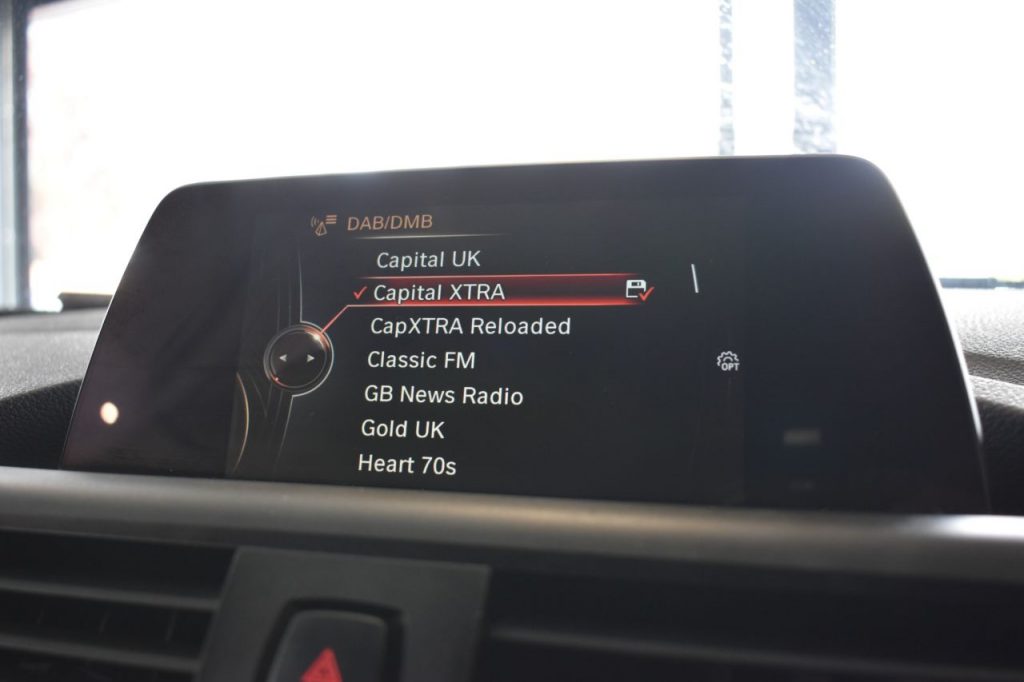 DAB/DMB
Capital UK
Capital XTRA
CapXTRA Reloaded
Classic FM
OPT
GB News Radio
Gold UK
Heart 70s